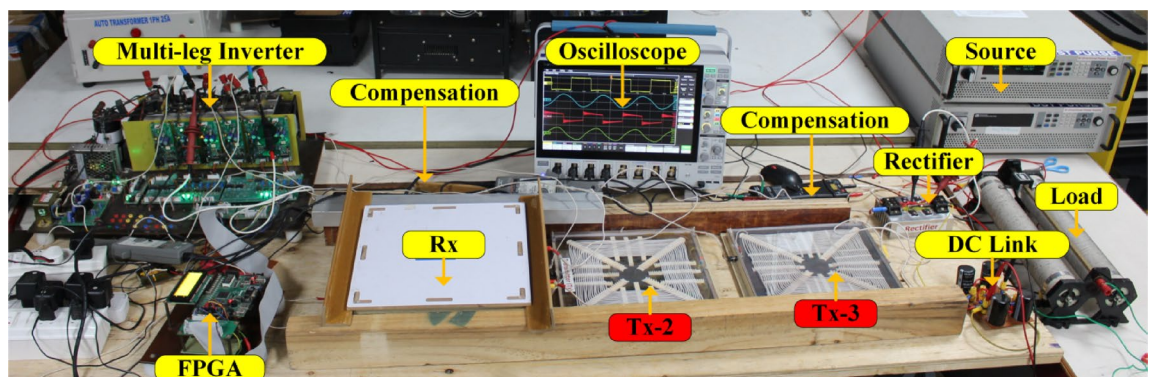 AUTO TRANSFORMER 1PH 25A
Multi-leg Inverter
Oscilloscope
Source
Compensation
Compensation
Rectifier
Load
Rx
DC Link
Rectifier
Tx-2
Tx-3
FPGA